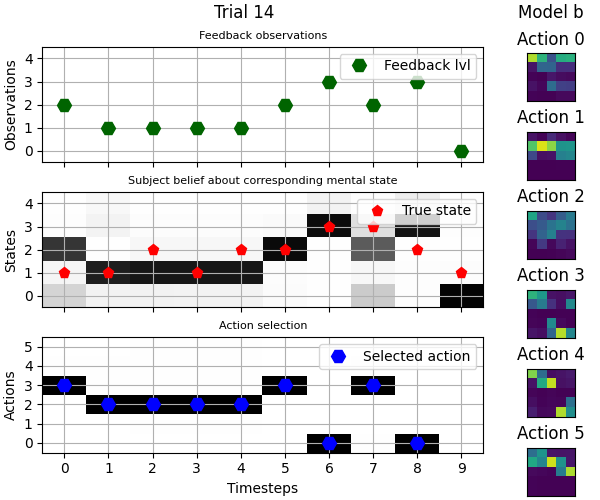 Trial 14
Model b
Feedback observations
Observations
4
3
2
1
0
Feedback lvl
Subject belief about corresponding mental state
States
4
3
2
1
0
True state
Action selection
Actions
5
4
3
2
1
0
Selected action
0 1 2 3 4 5 6 7 8 9
Timesteps
Action 0
Action 1
Action 2
Action 3
Action 4
Action 5